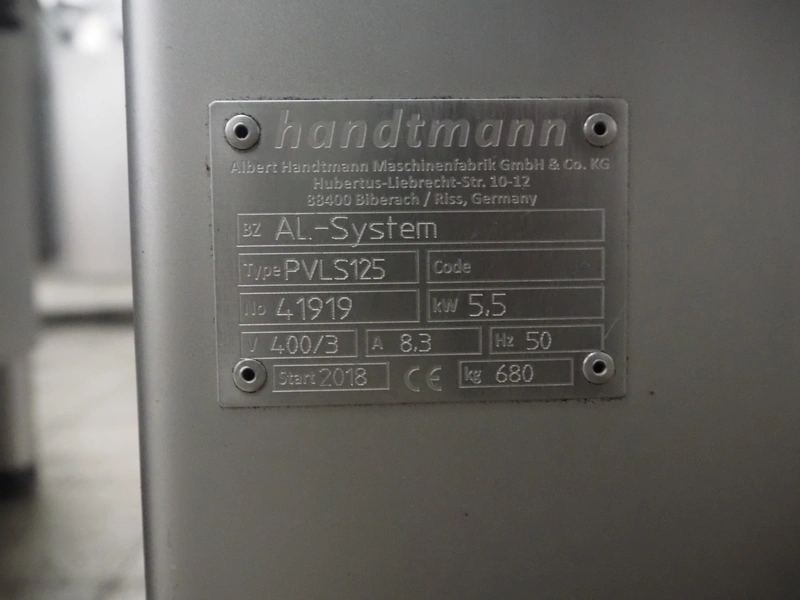 handtmann
Albert Handtmann Maschinenfabrik GmbH & Co. KG
Hubertus-Liebrecht-Str. 10-12
88400 Biberach / Riss, Germany
BZ AL.-System
Type PVLS125 Code
No 41919 kW 5,5
V 400/3 A 8,3 Hz 50
Start 2018 CE kg 680